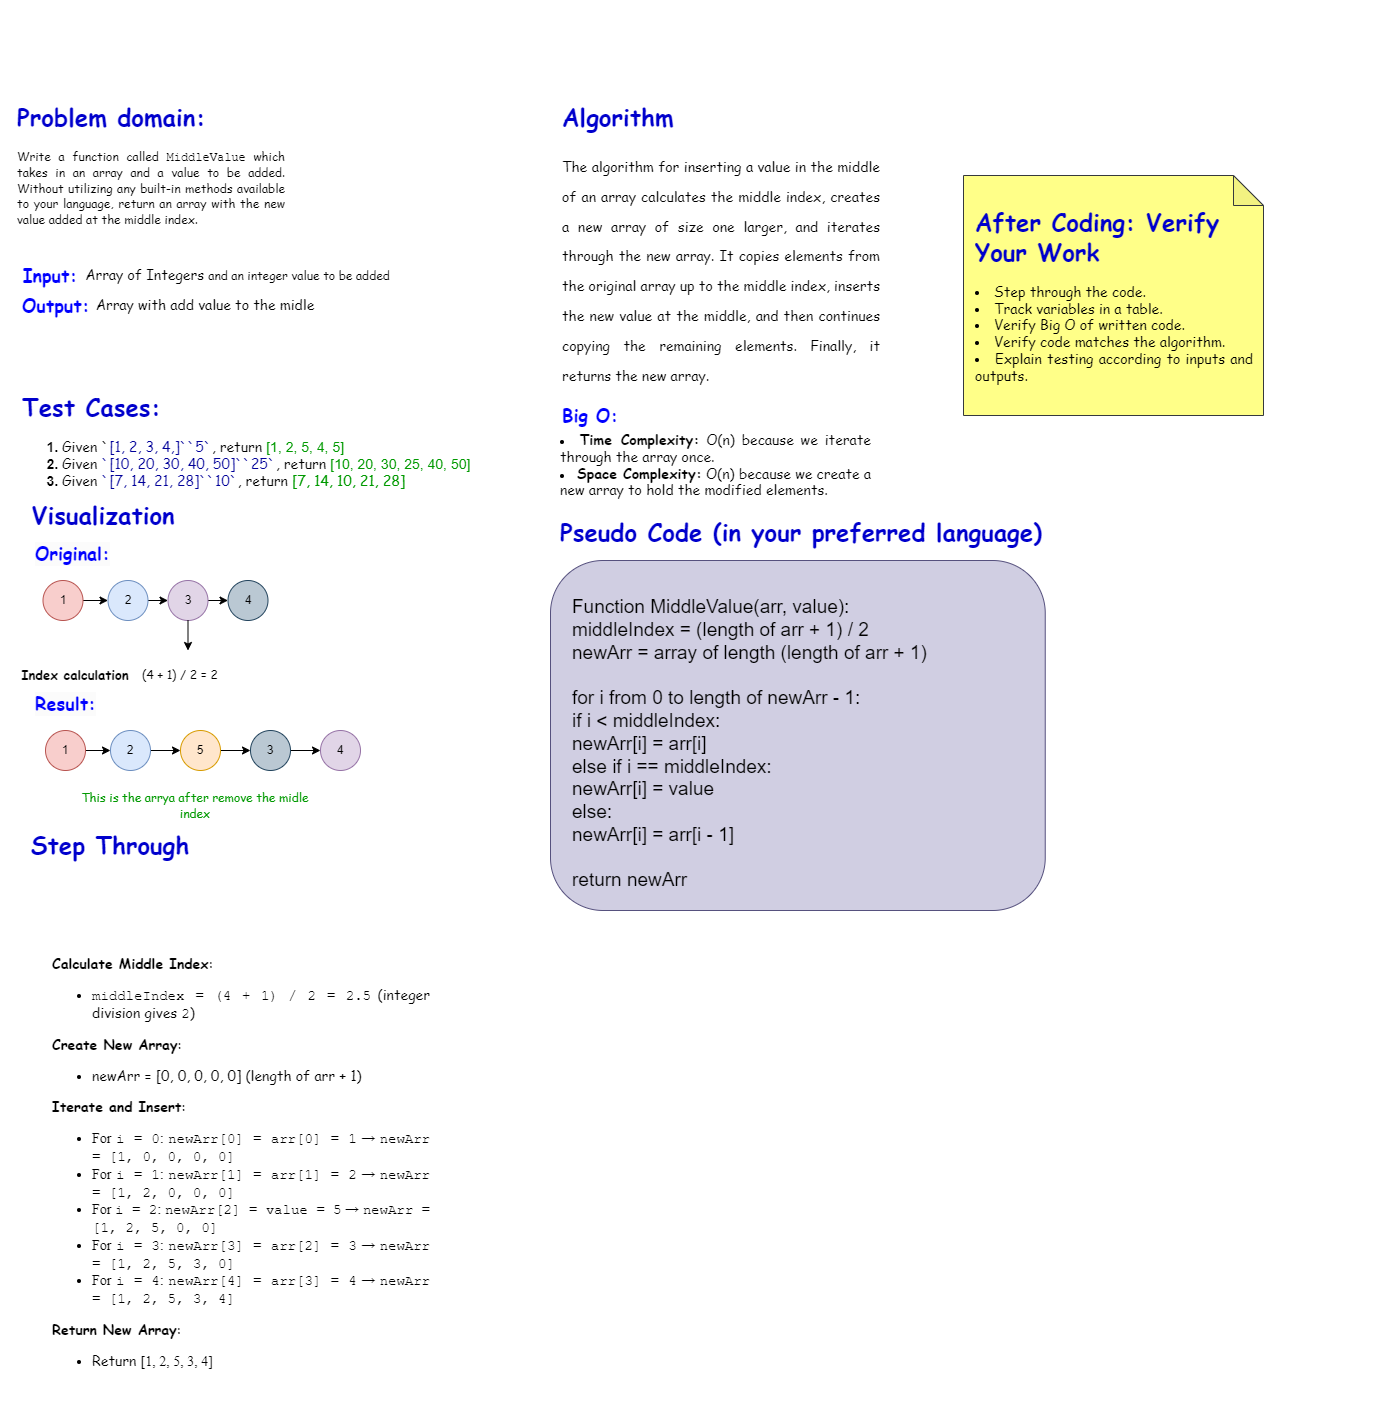 Problem domain:
Write a function called MiddleValue which
takes in an array and a value to be added.
Without utilizing any built-in methods available
to your language, return an array with the new
value added at the middle index.
Input: Array of Integers and an integer value to be added
Output: Array with add value to the midle
Test Cases:
1. Given `[1, 2, 3, 4,]``5` , return [1, 2, 5, 4, 5]
2. Given `[10, 20, 30, 40, 50]``25` , return [10, 20, 30, 25, 40, 50]
3. Given `[7, 14, 21, 28]``10`, return [7, 14, 10, 21, 28]
Visualization
Original:
1 2 3 4
Index calculation (4 + 1) / 2 = 2
Result:
1 2 5 3 4
This is the arrya after remove the midle
index
Step Through
Calculate Middle Index:
• middleIndex = (4 + 1) / 2 = 2.5 (integer
division gives 2)
Create New Array:
• newArr = [0, 0, 0, 0, 0] (length of arr + 1)
Iterate and Insert:
• For i = 0: newArr[0] = arr[0] = 1 → newArr
= [1, 0, 0, 0, 0]
• For i = 1: newArr[1] = arr[1] = 2 → newArr
= [1, 2, 0, 0, 0]
• For i = 2: newArr[2] = value = 5 → newArr =
[1, 2, 5, 0, 0]
• For i = 3: newArr[3] = arr[2] = 3 → newArr
= [1, 2, 5, 3, 0]
• For i = 4: newArr[4] = arr[3] = 4 → newArr
= [1, 2, 5, 3, 4]
Return New Array:
• Return [1, 2, 5, 3, 4]
Algorithm
The algorithm for inserting a value in the middle
of an array calculates the middle index, creates
a new array of size one larger, and iterates
through the new array. It copies elements from
the original array up to the middle index, inserts
the new value at the middle, and then continues
copying the remaining elements. Finally, it
returns the new array.
Big O:
• Time Complexity: O(n) because we iterate
through the array once.
• Space Complexity: O(n) because we create a
new array to hold the modified elements.
Pseudo Code (in your preferred language)
Function MiddleValue(arr, value):
middleIndex = (length of arr + 1) / 2
newArr = array of length (length of arr + 1)
for i from 0 to length of newArr - 1:
if i < middleIndex:
newArr[i] = arr[i]
else if i == middleIndex:
newArr[i] = value
else:
newArr[i] = arr[i - 1]
return newArr
After Coding: Verify
Your Work
• Step through the code.
• Track variables in a table.
• Verify Big O of written code.
• Verify code matches the algorithm.
• Explain testing according to inputs and
outputs.